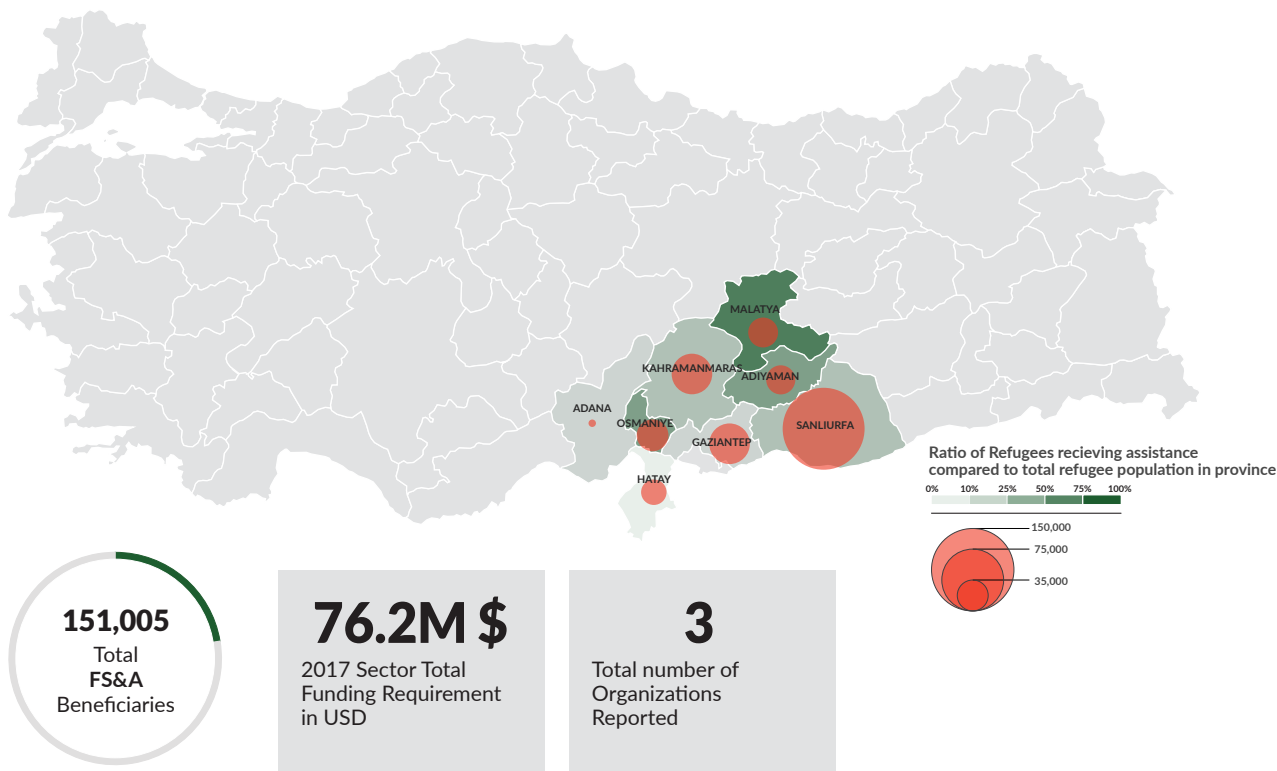 MALATYA
KAHRAMANMARAS
ADIYAMAN
ADANA
OSMANIYE
SANLIURFA
GAZIANTEP
HATAY
Ratio of Refugees recieving assistance
compared to total refugee population in province
0% 10% 25% 50% 75% 100%
150,000
75,000
35,000
151,005
Total
FS&A
Beneficiaries
76.2M $
2017 Sector Total
Funding Requirement
in USD
3
Total number of
Organizations
Reported